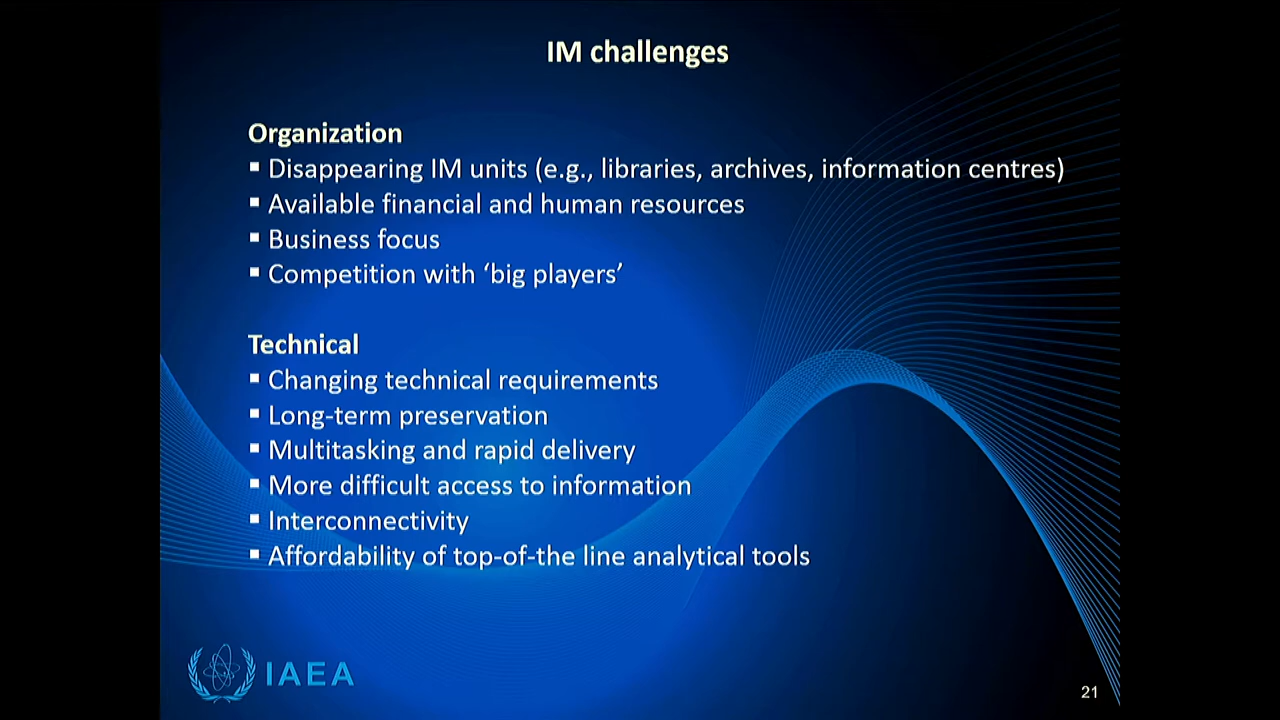 IM challenges
Organization
▪ Disappearing IM units (e.g., libraries, archives, information centres)
▪ Available financial and human resources
▪ Business focus
▪ Competition with ‘big players’
Technical
▪ Changing technical requirements
▪ Long-term preservation
▪ Multitasking and rapid delivery
▪ More difficult access to information
▪ Interconnectivity
▪ Affordability of top-of-the line analytical tools
IAEA
21